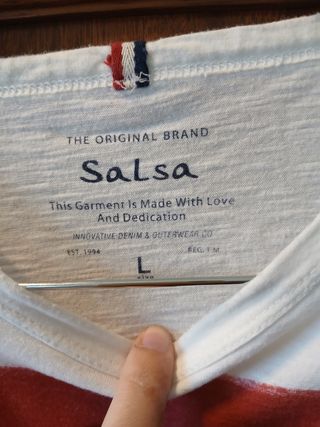 THE ORIGINAL BRAND
Salsa
This Garment Is Made With Love
And Dedication
INNOVATIVE DENIM & OUTERWEAR CO
EST. 1994 REG. T.M.
L